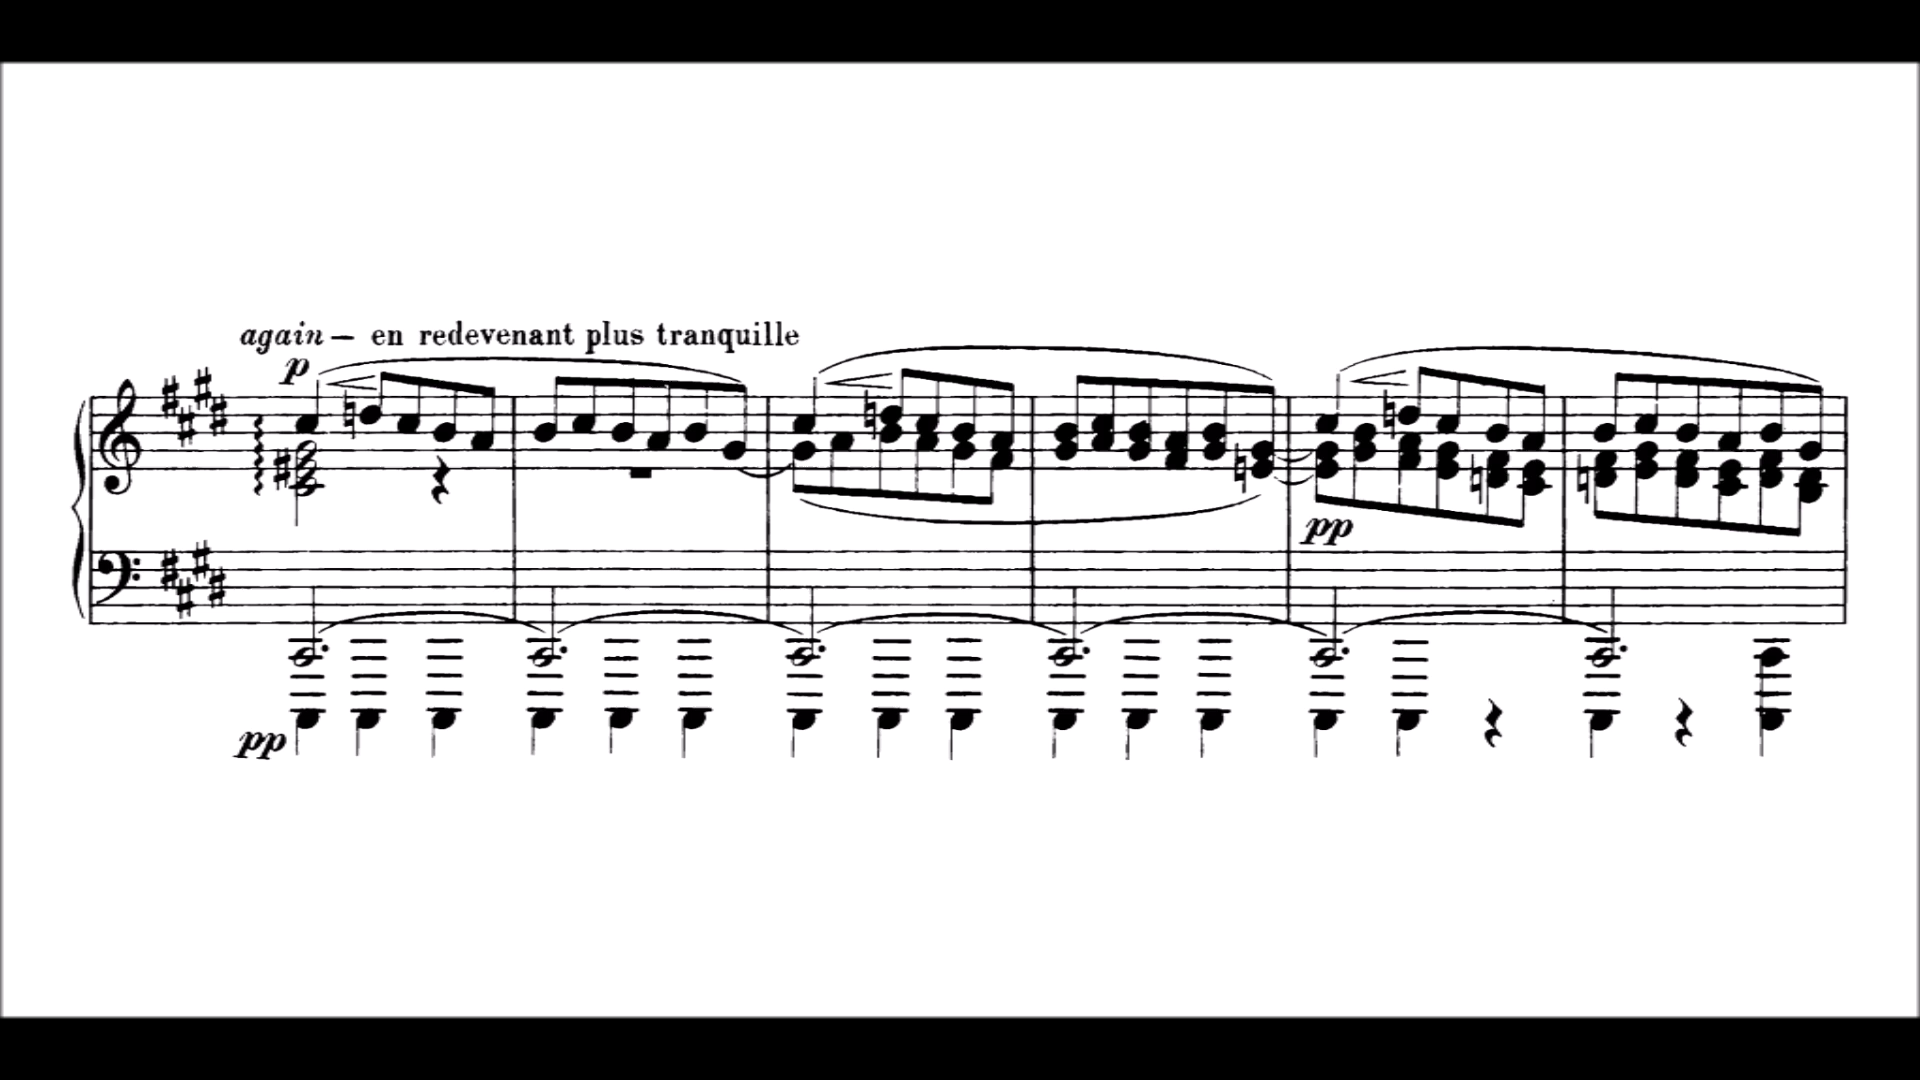 again — en redevenant plus tranquille
p
pp
pp